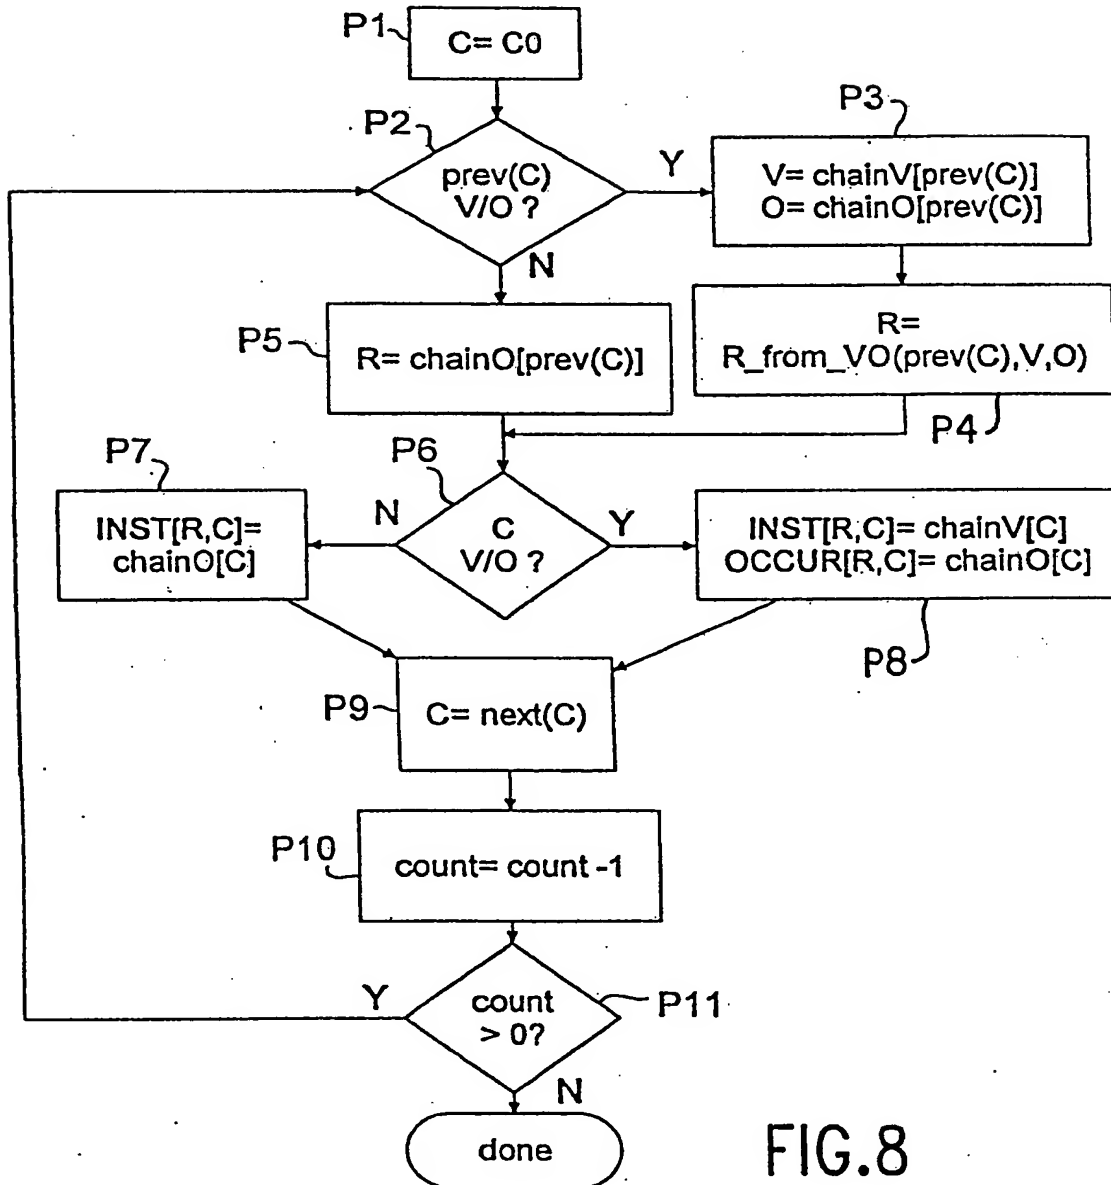 P1
C= C0
P2
prev(C)
V/O ?
Y
P3
V= chainV[prev(C)]
O= chainO[prev(C)]
N
P5
R= chainO[prev(C)]
R=
R_from_VO(prev(C),V,O)
P4
P7
INST[R,C]=
chainO[C]
N
P6
C
V/O ?
Y
INST[R,C]= chainV[C]
OCCUR[R,C]= chainO[C]
P8
P9
C= next(C)
P10
count= count -1
Y
count
> 0?
P11
N
done
FIG.8